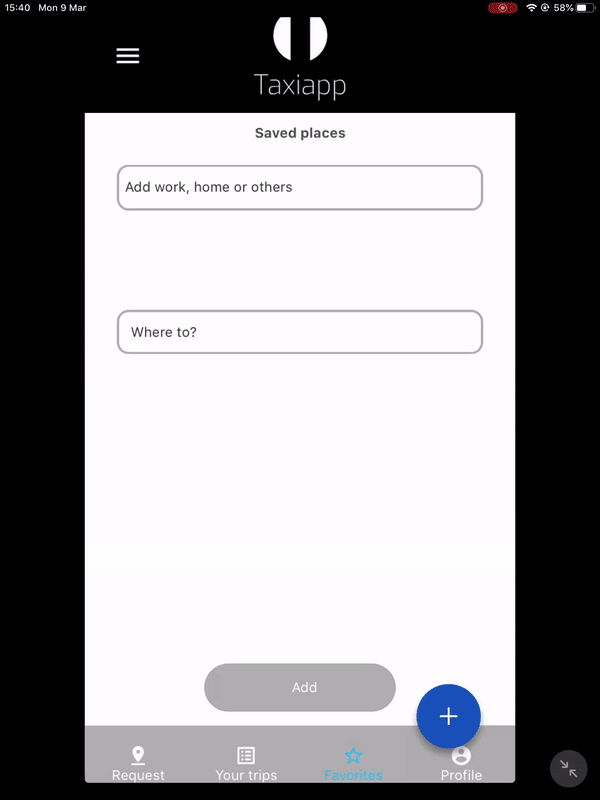 15:40 Mon 9 Mar 58%
Taxiapp
Saved places
Add work, home or others
Where to?
Add
Request Your trips Favorites Profile